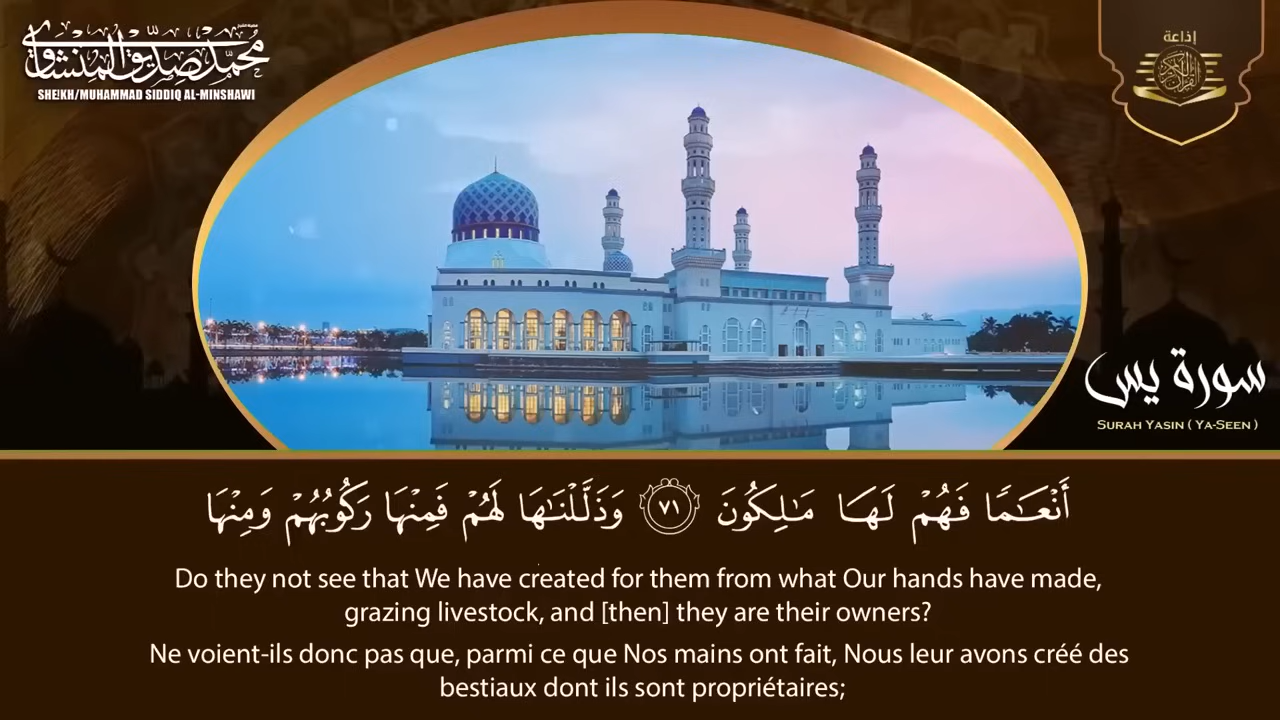 محمد صديق المنشاوي
SHEIKH/MUHAMMAD SIDDIQ AL-MINSHAWI
إذاعة
القرآن الكريم
سورة يس
SURAH YASIN ( YA-SEEN )
أَنْعَـٰمًا فَهُمْ لَهَا مَـٰلِكُونَ ٧١ وَذَلَّلْنَـٰهَا لَهُمْ فَمِنْهَا رَكُوبُهُمْ وَمِنْهَا
Do they not see that We have created for them from what Our hands have made,
grazing livestock, and [then] they are their owners?
Ne voient-ils donc pas que, parmi ce que Nos mains ont fait, Nous leur avons créé des
bestiaux dont ils sont propriétaires;